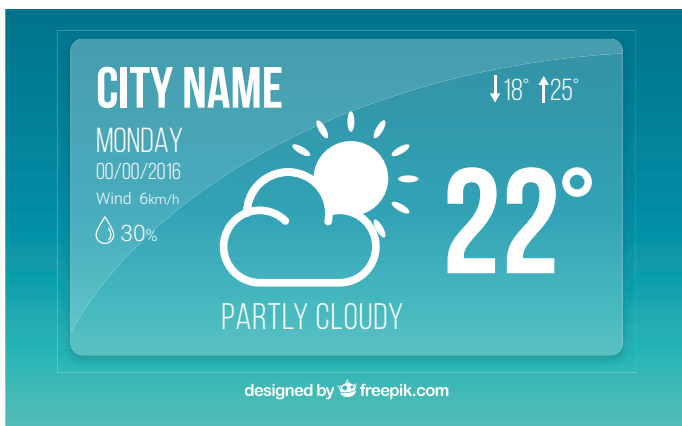 CITY NAME
18° 25°
MONDAY
00/00/2016
Wind 6km/h
30%
22°
PARTLY CLOUDY
designed by freepik.com